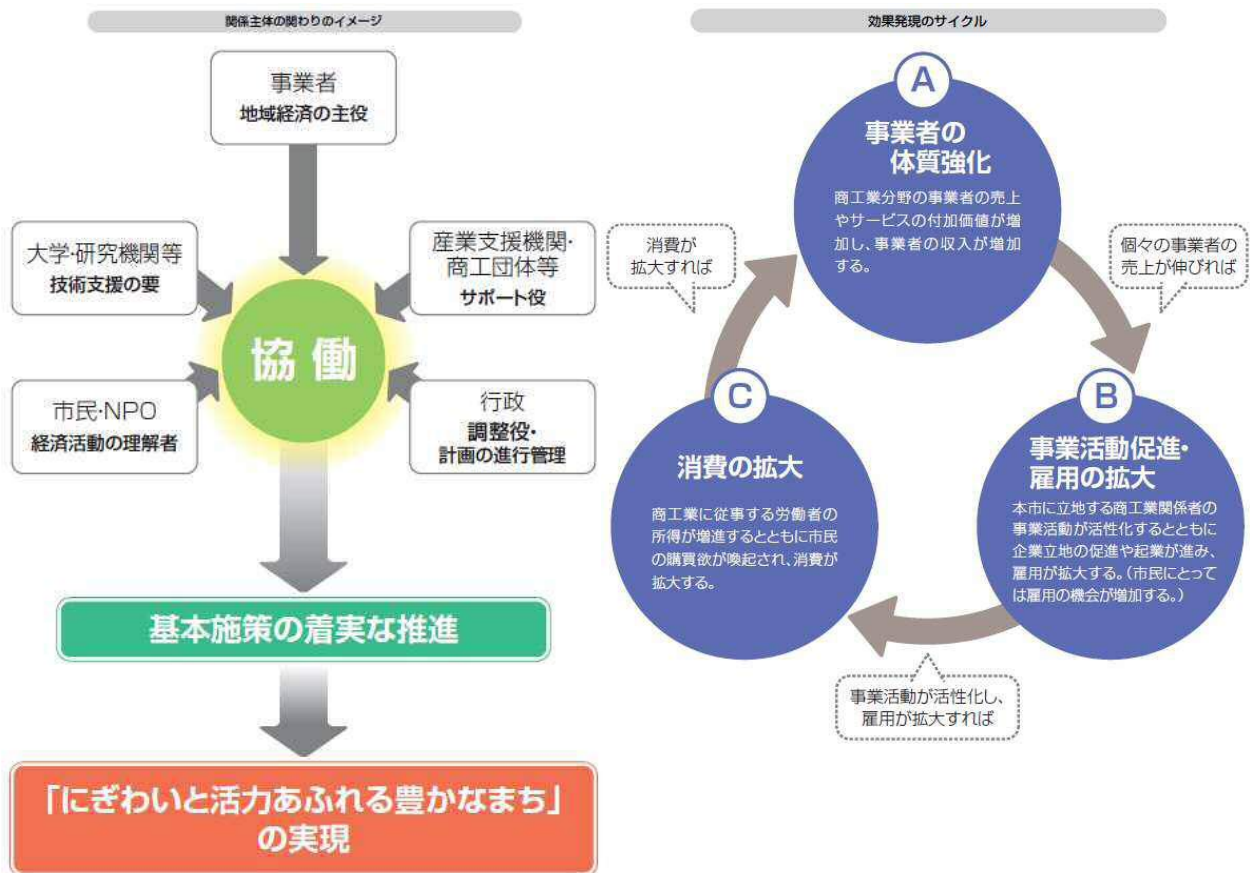 関係主体の関わりのイメージ
事業者
地域経済の主役
大学・研究機関等
技術支援の要
産業支援機関・
商工団体等
サポート役
協働
市民・NPO
経済活動の理解者
行政
調整役・
計画の進行管理
基本施策の着実な推進
「にぎわいと活力あふれる豊かなまち」
の実現
効果発現のサイクル
A
事業者の
体質強化
商工業分野の事業者の売上
やサービスの付加価値が増
加し、事業者の収入が増加
する。
個々の事業者の
売上が伸びれば
B
事業活動促進・
雇用の拡大
本市に立地する商工業関係者の
事業活動が活性化するとともに
企業立地の促進や起業が進み、
雇用が拡大する。(市民にとって
は雇用の機会が増加する。)
事業活動が活性化し、
雇用が拡大すれば
C
消費の拡大
商工業に従事する労働者の
所得が増進するとともに市民
の購買欲が喚起され、消費が
拡大する。
消費が
拡大すれば